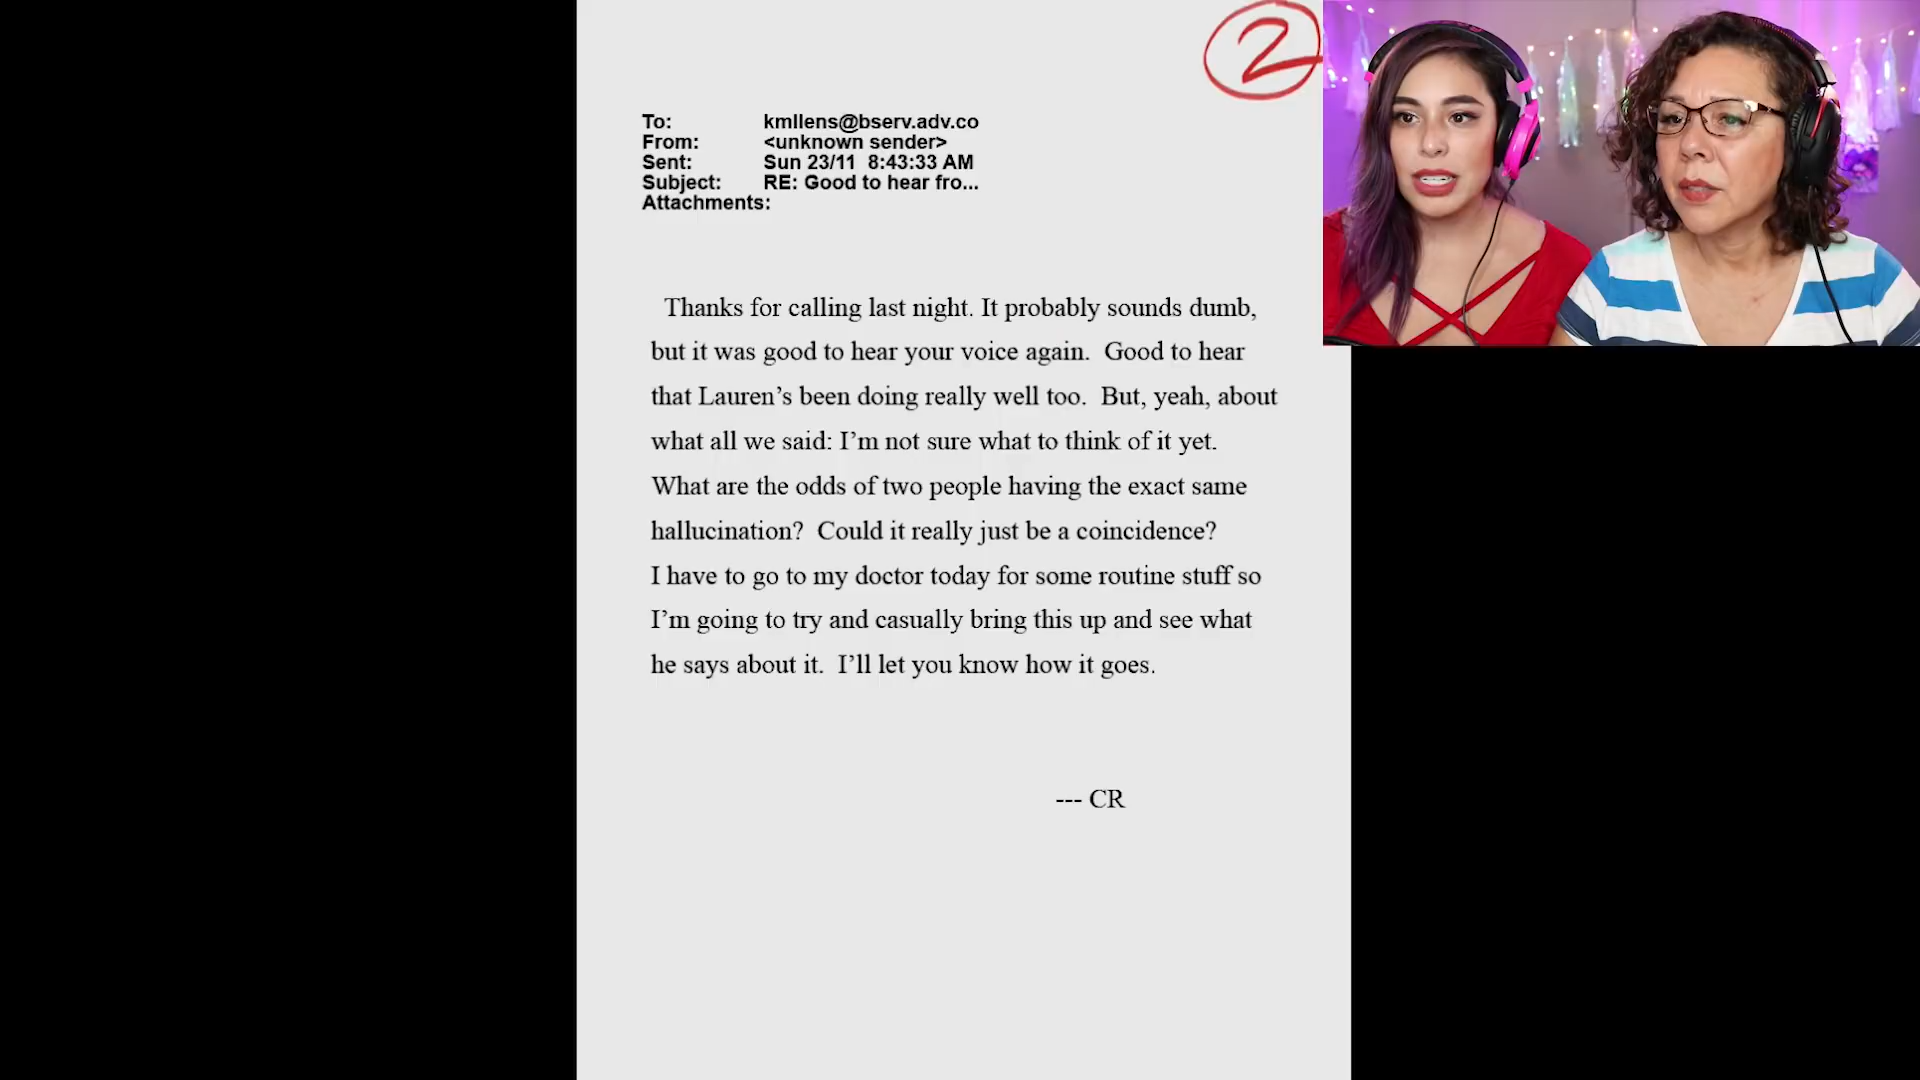 2
To: kmllens@bserv.adv.co
From: <unknown sender>
Sent: Sun 23/11 8:43:33 AM
Subject: RE: Good to hear fro...
Attachments:
Thanks for calling last night. It probably sounds dumb,
but it was good to hear your voice again. Good to hear
that Lauren’s been doing really well too. But, yeah, about
what all we said: I’m not sure what to think of it yet.
What are the odds of two people having the exact same
hallucination? Could it really just be a coincidence?
I have to go to my doctor today for some routine stuff so
I’m going to try and casually bring this up and see what
he says about it. I’ll let you know how it goes.
--- CR